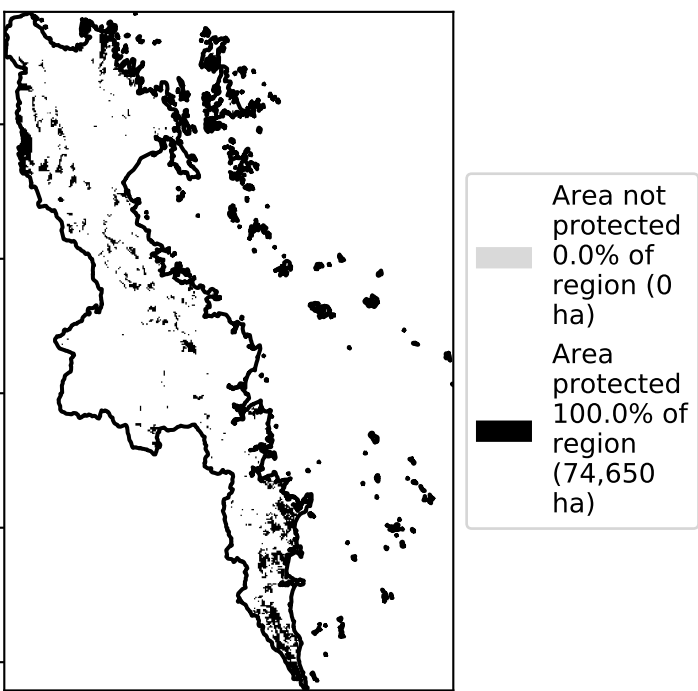 Area not
protected
0.0% of
region (0
ha)
Area
protected
100.0% of
region
(74,650
ha)